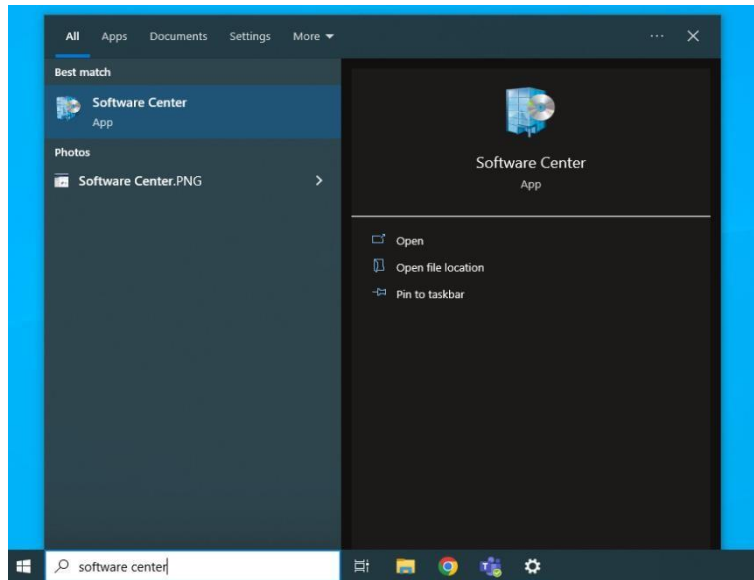 All Apps Documents Settings More
Best match
Software Center
App
Photos
Software Center.PNG
Software Center
App
Open
Open file location
Pin to taskbar
software center